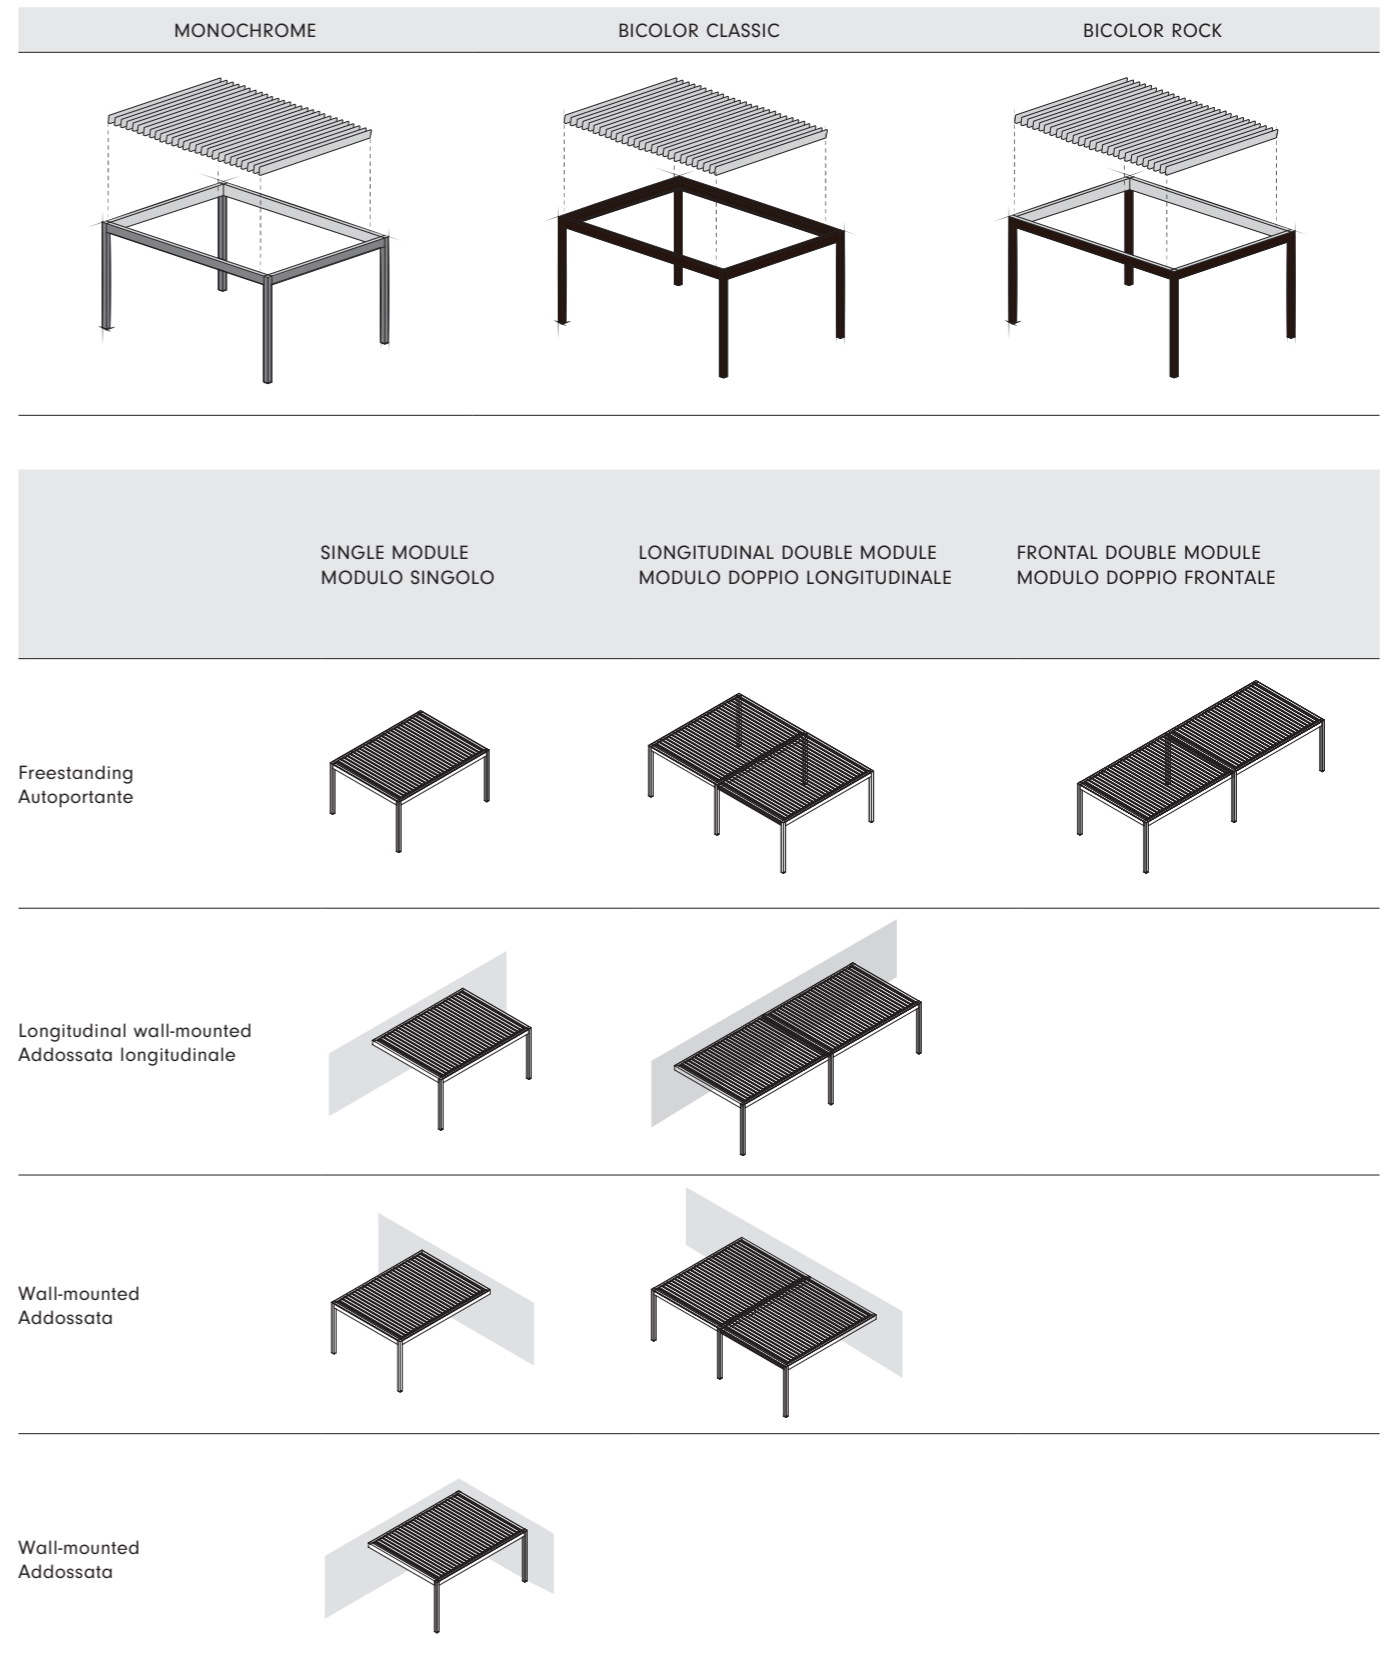 MONOCHROME
BICOLOR CLASSIC
BICOLOR ROCK
SINGLE MODULE
MODULO SINGOLO
LONGITUDINAL DOUBLE MODULE
MODULO DOPPIO LONGITUDINALE
FRONTAL DOUBLE MODULE
MODULO DOPPIO FRONTALE
Freestanding
Autoportante
Longitudinal wall-mounted
Addossata longitudinale
Wall-mounted
Addossata
Wall-mounted
Addossata